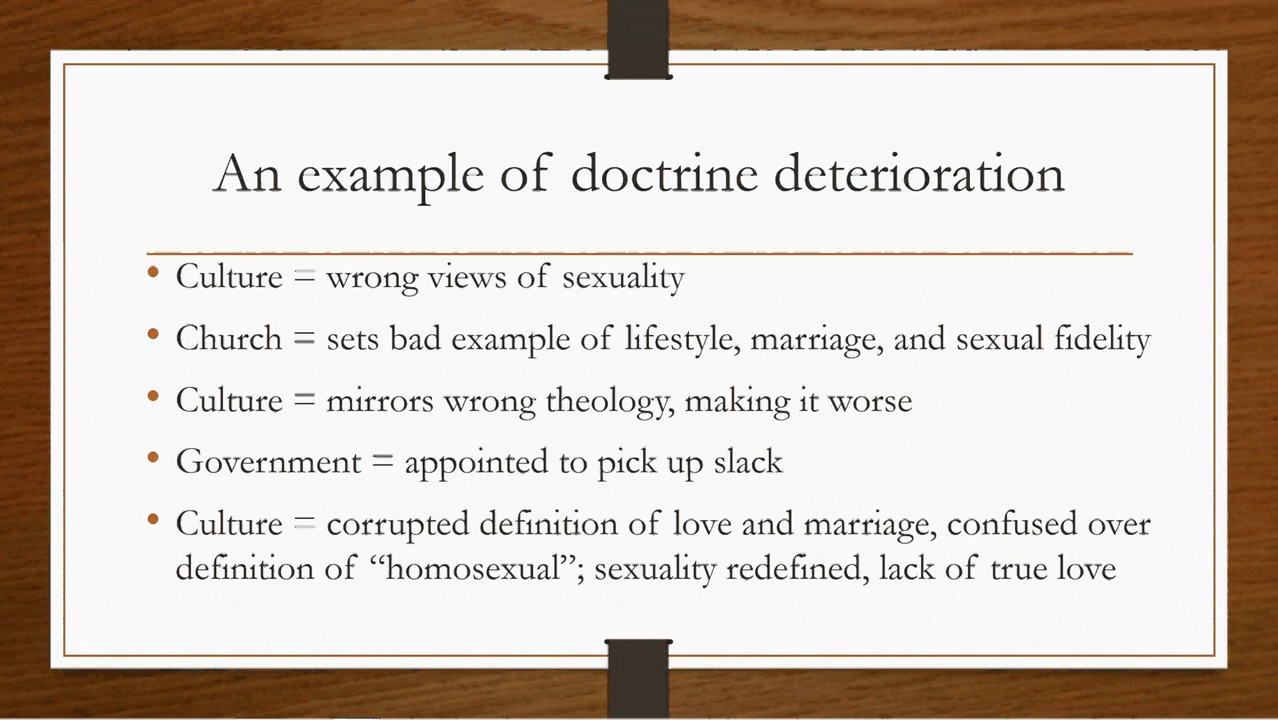 An example of doctrine deterioration
• Culture = wrong views of sexuality
• Church = sets bad example of lifestyle, marriage, and sexual fidelity
• Culture = mirrors wrong theology, making it worse
• Government = appointed to pick up slack
• Culture = corrupted definition of love and marriage, confused over
definition of “homosexual”; sexuality redefined, lack of true love